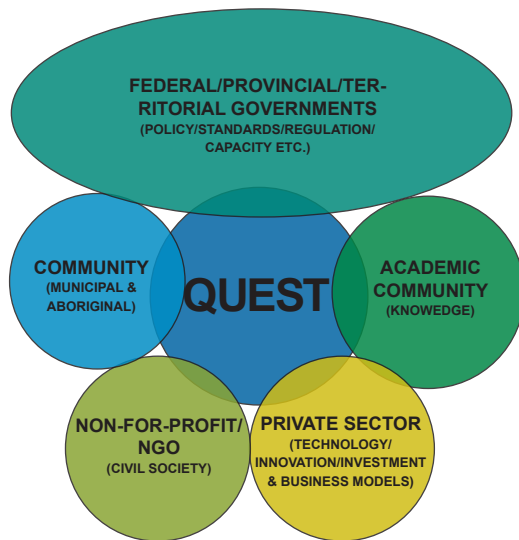 FEDERAL/PROVINCIAL/TER-
RITORIAL GOVERNMENTS
(POLICY/STANDARDS/REGULATION/
CAPACITY ETC.)
COMMUNITY
(MUNICIPAL &
ABORIGINAL)
QUEST
ACADEMIC
COMMUNITY
(KNOWEDGE)
NON-FOR-PROFIT/
NGO
(CIVIL SOCIETY)
PRIVATE SECTOR
(TECHNOLOGY/
INNOVATION/INVESTMENT
& BUSINESS MODELS)